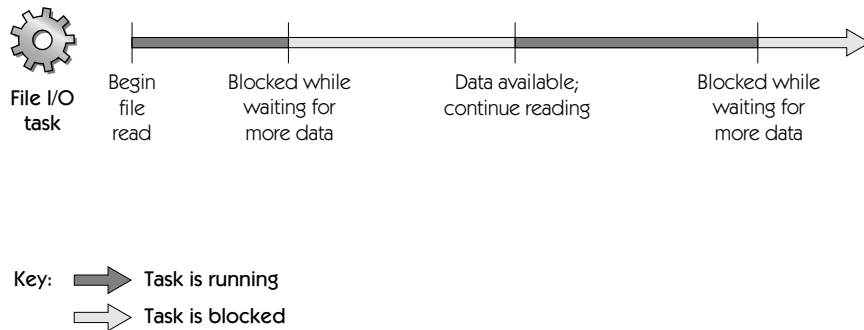 File I/O
task
Begin
file
read
Blocked while
waiting for
more data
Data available;
continue reading
Blocked while
waiting for
more data
Key:
Task is running
Task is blocked